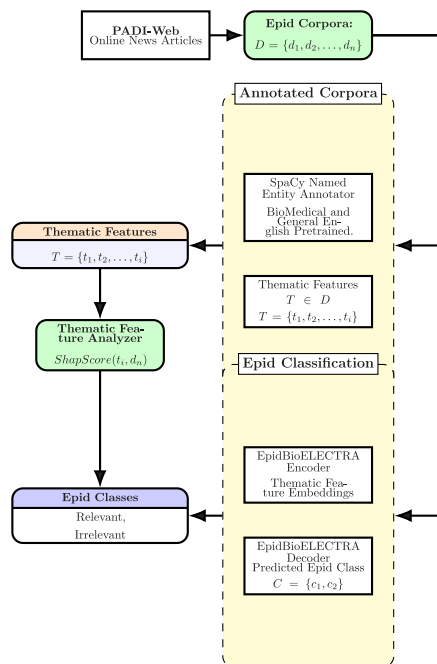 PADI-Web
Online News Articles
Epid Corpora:
D = {d₁, d₂, . . . , dₙ}
Annotated Corpora
SpaCy Named
Entity Annotator
BioMedical and
General En-
glish Pretrained.
Thematic Features
T = {t₁, t₂, . . . , tᵢ}
Thematic Features
T ∈ D
T = {t₁, t₂, . . . , tᵢ}
Thematic Fea-
ture Analyzer
ShapScore(tᵢ, dₙ)
Epid Classification
EpidBioELECTRA
Encoder
Thematic Fea-
ture Embeddings
Epid Classes
Relevant,
Irrelevant
EpidBioELECTRA
Decoder
Predicted Epid Class
C = {c₁, c₂}